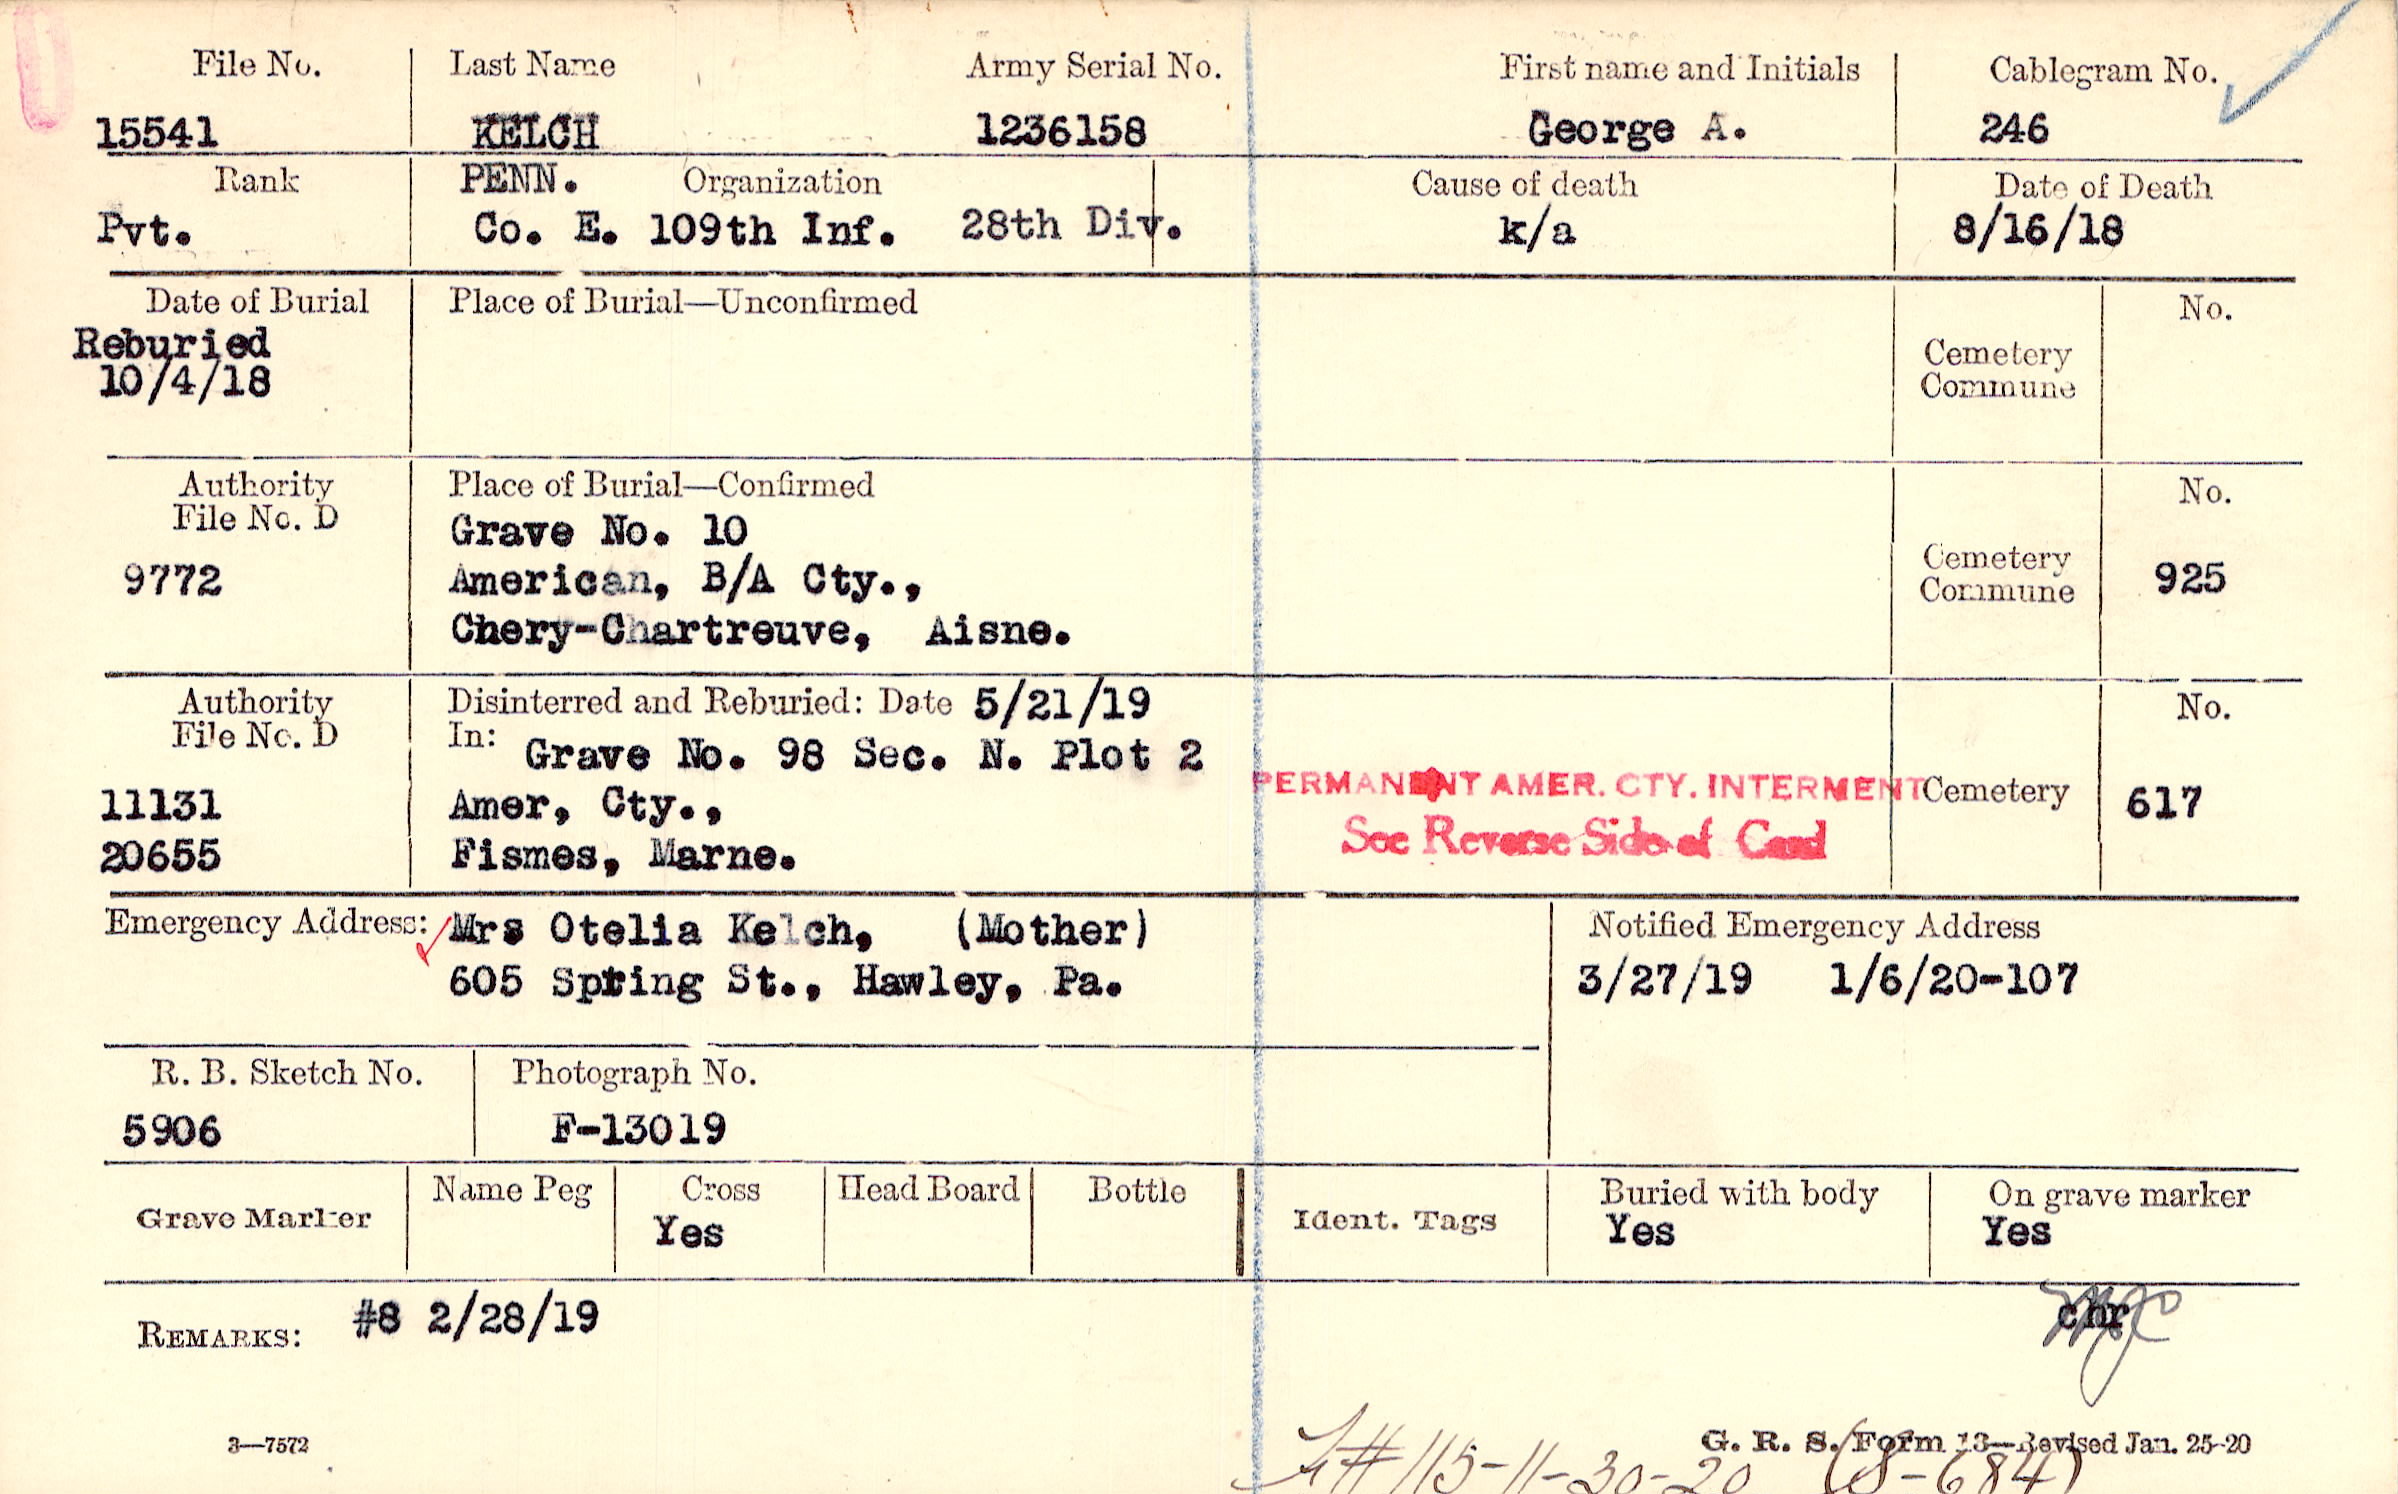 File No. Last Name Army Serial No. First name and Initials Cablegram No.
15541 KELCH 1236158 George A. 246
Rank PENN. Organization Cause of death Date of Death
Pvt. Co. E. 109th Inf. 28th Div. k/a 8/16/18
Date of Burial Place of Burial—Unconfirmed No.
Reburied
10/4/18
Cemetery
Commune
Authority Place of Burial—Confirmed No.
File No. D Grave No. 10
9772 American, B/A Cty.,
Chery-Chartreuve, Aisne.
Cemetery
Commune 925
Authority Disinterred and Reburied: Date 5/21/19 No.
File No. D In: Grave No. 98 Sec. N. Plot 2
PERMANENT AMER. CTY. INTERMENT Cemetery 617
11131 Amer, Cty.,
See Reverse Side of Card
20655 Fismes, Marne.
Emergency Address: Mrs Otelia Kelch, (Mother) Notified Emergency Address
605 Spring St., Hawley, Pa. 3/27/19 1/6/20-107
R. B. Sketch No. Photograph No.
5906 F-13019
Grave Marker Name Peg Cross Head Board Bottle Ident. Tags Buried with body On grave marker
Yes Yes Yes
REMARKS: #8 2/28/19 chr
3—7572 G. R. S. Form 13—Revised Jan. 25-20
#115-11-30-20 (S-684)